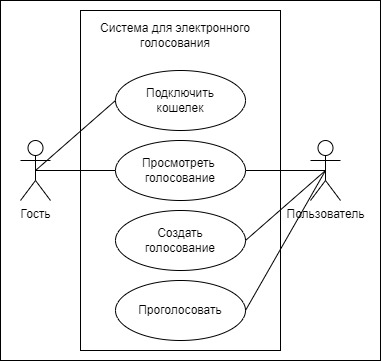 Система для электронного
голосования
Подключить
кошелек
Просмотреть
голосование
Гость
Пользователь
Создать
голосование
Проголосовать